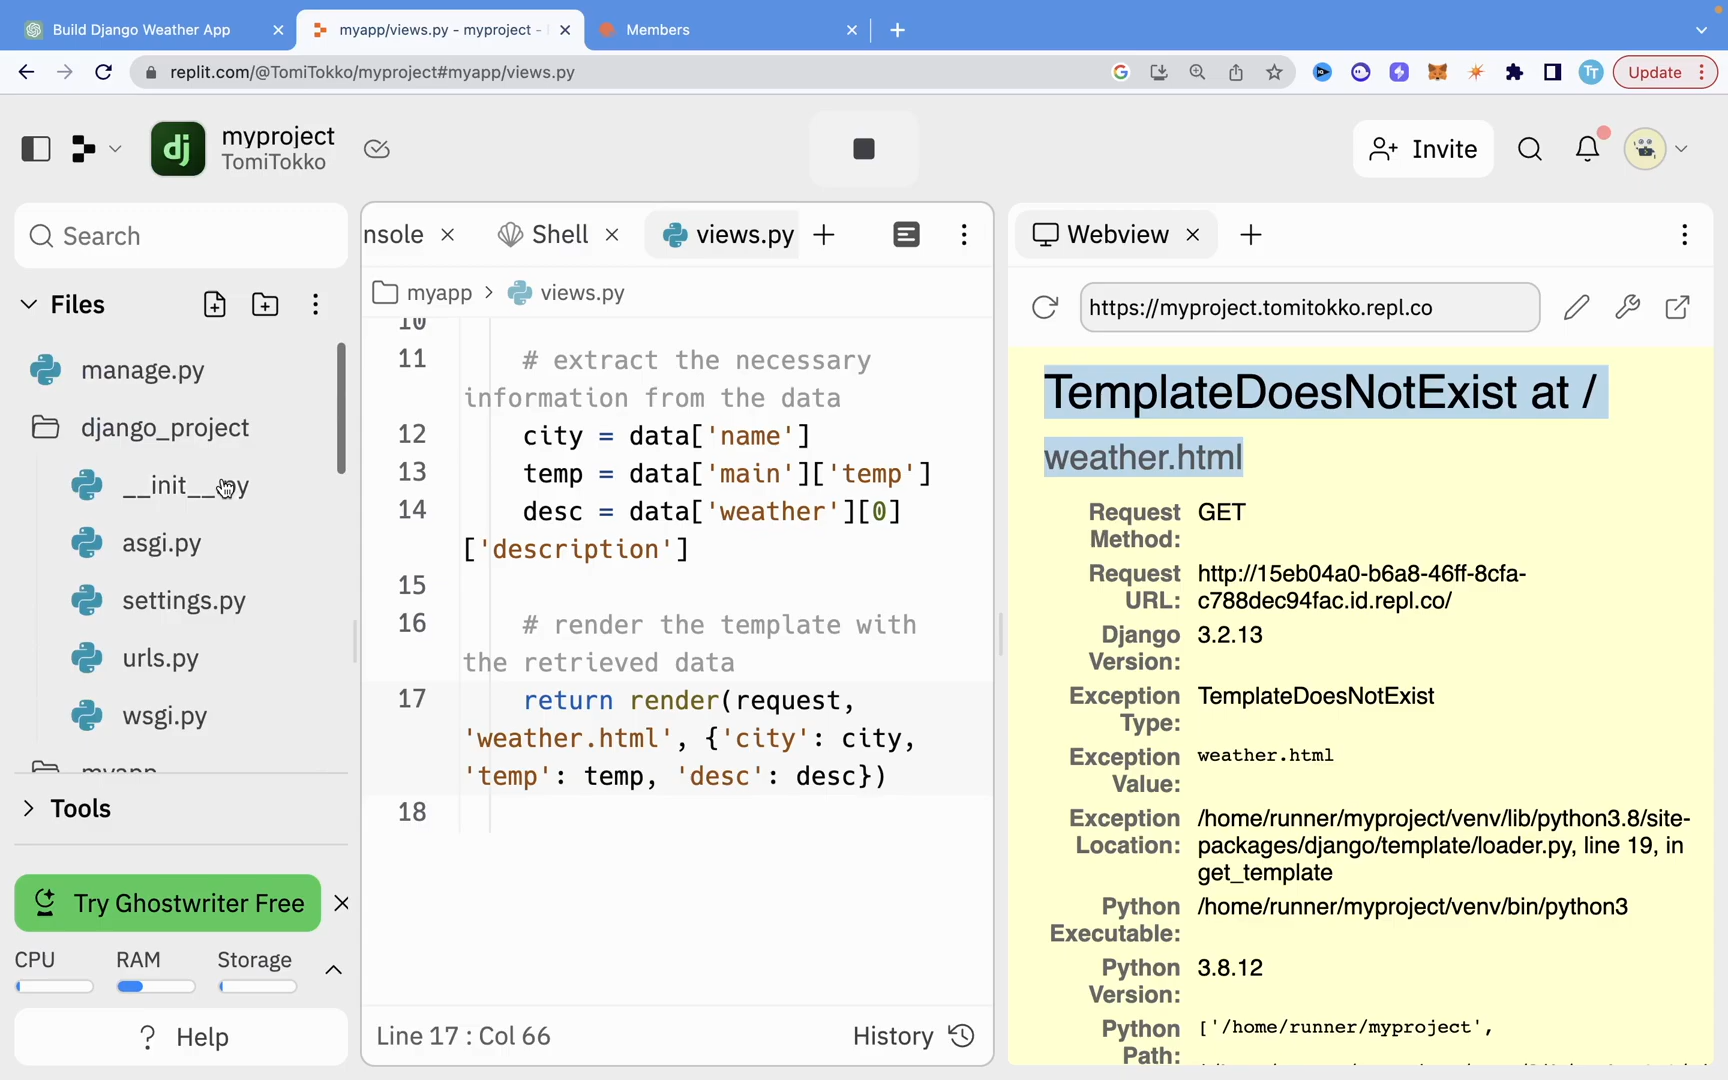 Build Django Weather App
myapp/views.py - myproject -
Members
replit.com/@TomiTokko/myproject#myapp/views.py
TT
Update
dj
myproject
TomiTokko
Invite
Search
Files
manage.py
django_project
__init__.py
asgi.py
settings.py
urls.py
wsgi.py
myapp
Tools
Try Ghostwriter Free
CPU RAM Storage
? Help
nsole
Shell
views.py
myapp > views.py
10
11 # extract the necessary
information from the data
12 city = data['name']
13 temp = data['main']['temp']
14 desc = data['weather'][0]
['description']
15
16 # render the template with
the retrieved data
17 return render(request,
'weather.html', {'city': city,
'temp': temp, 'desc': desc})
18
Line 17 : Col 66
History
Webview
https://myproject.tomitokko.repl.co
TemplateDoesNotExist at /
weather.html
Request Method: GET
Request URL: http://15eb04a0-b6a8-46ff-8cfa-
c788dec94fac.id.repl.co/
Django Version: 3.2.13
Exception Type: TemplateDoesNotExist
Exception Value: weather.html
Exception Location: /home/runner/myproject/venv/lib/python3.8/site-
packages/django/template/loader.py, line 19, in
get_template
Python Executable: /home/runner/myproject/venv/bin/python3
Python Version: 3.8.12
Python Path: ['/home/runner/myproject',